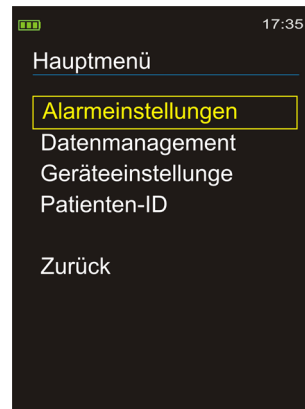 17:35
Hauptmenü
Alarmeinstellungen
Datenmanagement
Geräteeinstellunge
Patienten-ID
Zurück